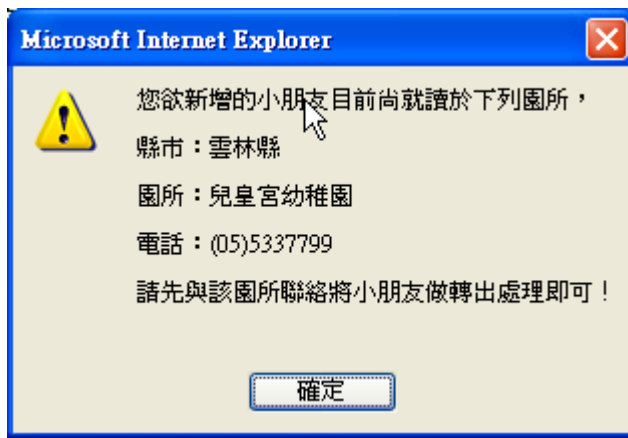 Microsoft Internet Explorer
您欲新增的小朋友目前尚就讀於下列園所，
縣市：雲林縣
園所：兒皇宮幼稚園
電話：(05)5337799
請先與該園所聯絡將小朋友做轉出處理即可！
確定